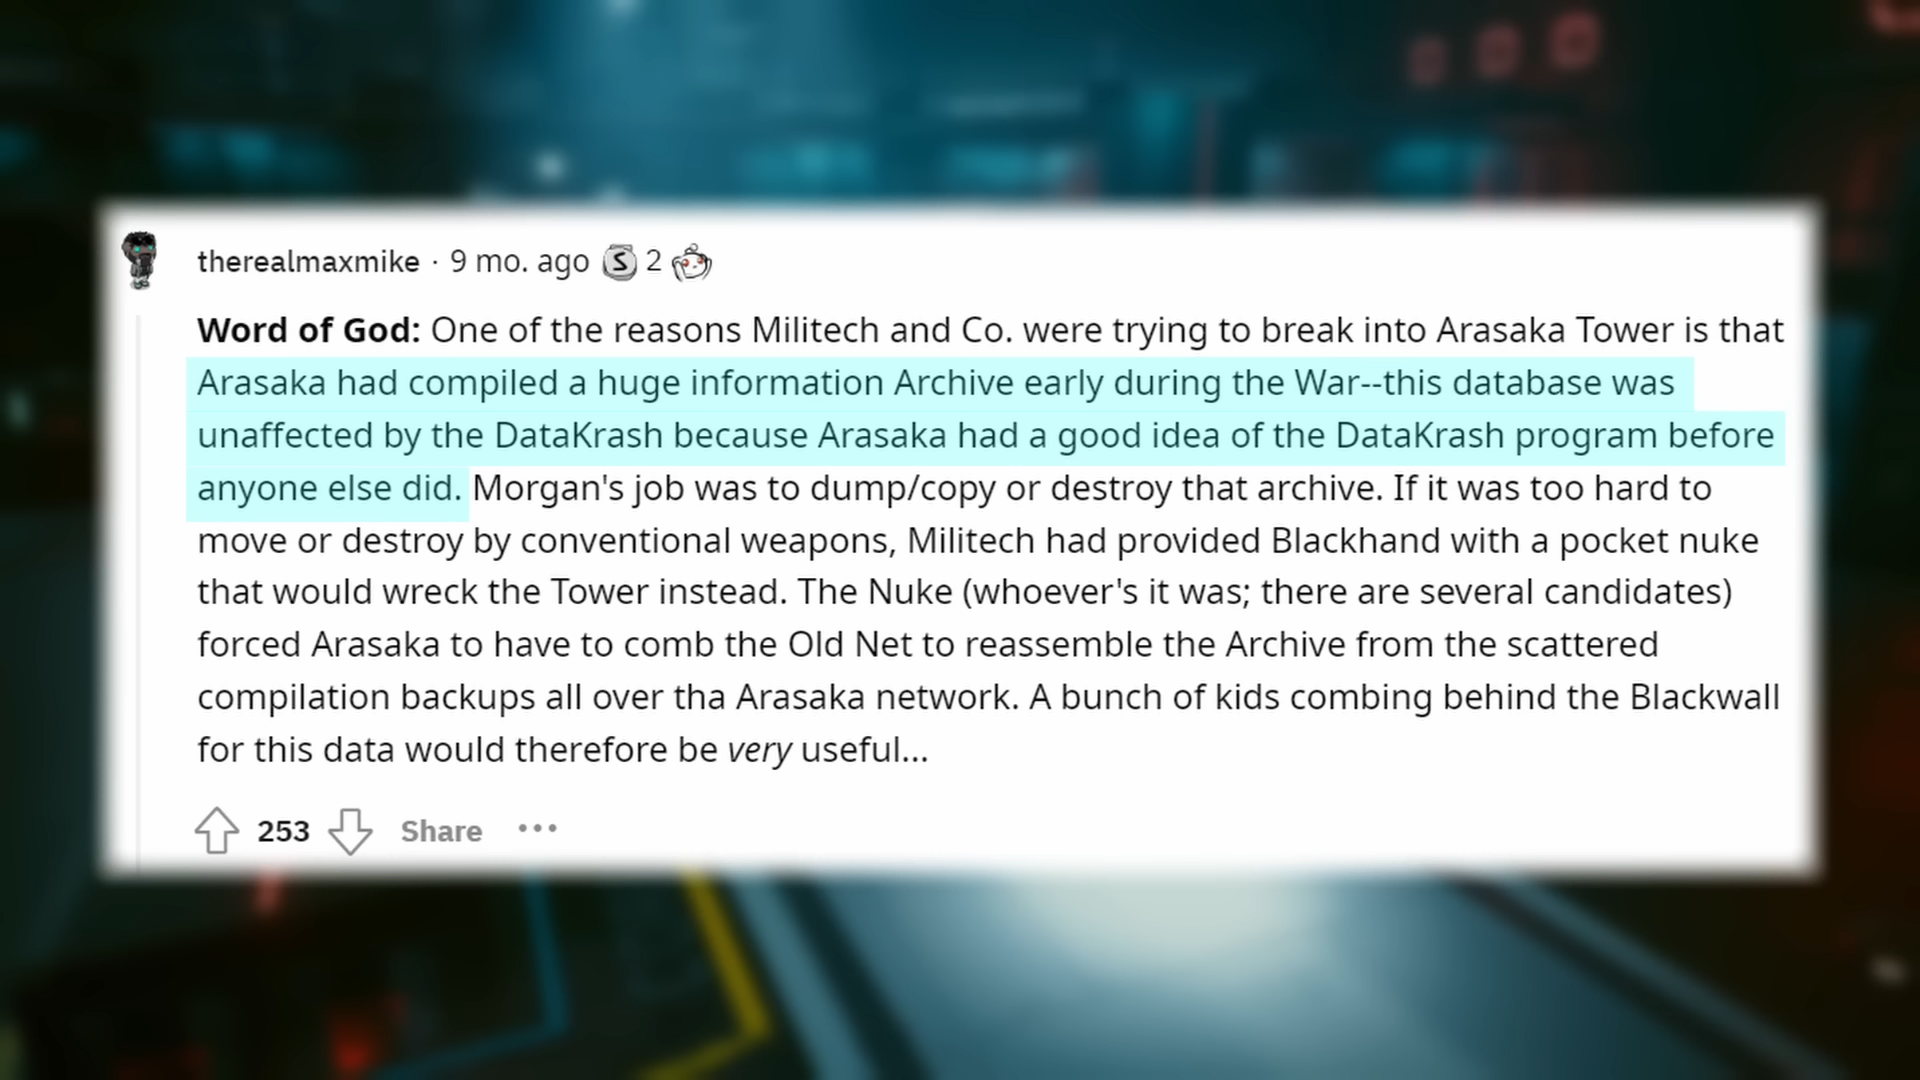 0 0 0
therealmaxmike · 9 mo. ago S 2
Word of God: One of the reasons Militech and Co. were trying to break into Arasaka Tower is that
Arasaka had compiled a huge information Archive early during the War--this database was
unaffected by the DataKrash because Arasaka had a good idea of the DataKrash program before
anyone else did. Morgan's job was to dump/copy or destroy that archive. If it was too hard to
move or destroy by conventional weapons, Militech had provided Blackhand with a pocket nuke
that would wreck the Tower instead. The Nuke (whoever's it was; there are several candidates)
forced Arasaka to have to comb the Old Net to reassemble the Archive from the scattered
compilation backups all over tha Arasaka network. A bunch of kids combing behind the Blackwall
for this data would therefore be very useful...
253 Share ···